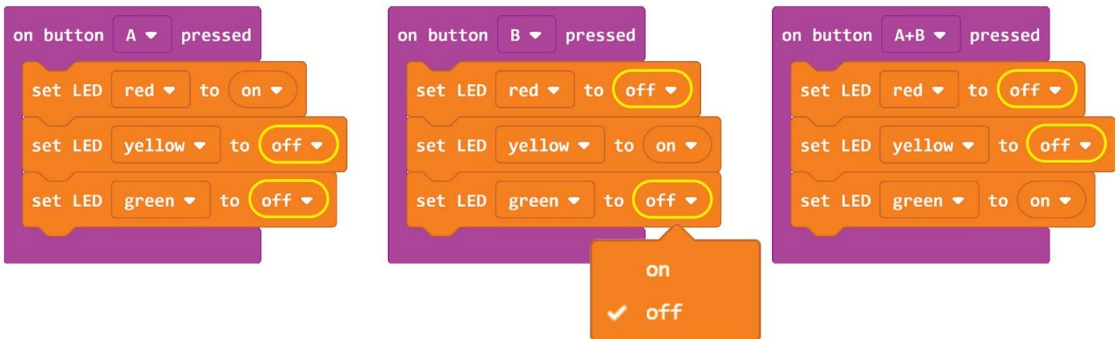 on button A pressed
set LED red to on
set LED yellow to off
set LED green to off
on button B pressed
set LED red to off
set LED yellow to on
set LED green to off
on
off
on button A+B pressed
set LED red to off
set LED yellow to off
set LED green to on